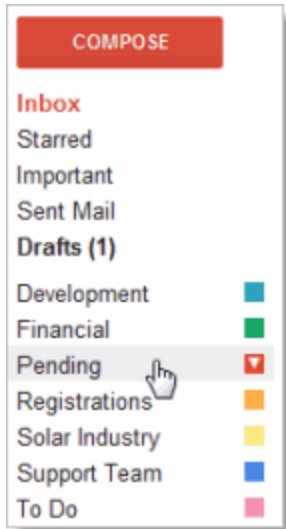 COMPOSE
Inbox
Starred
Important
Sent Mail
Drafts (1)
Development
Financial
Pending
Registrations
Solar Industry
Support Team
To Do